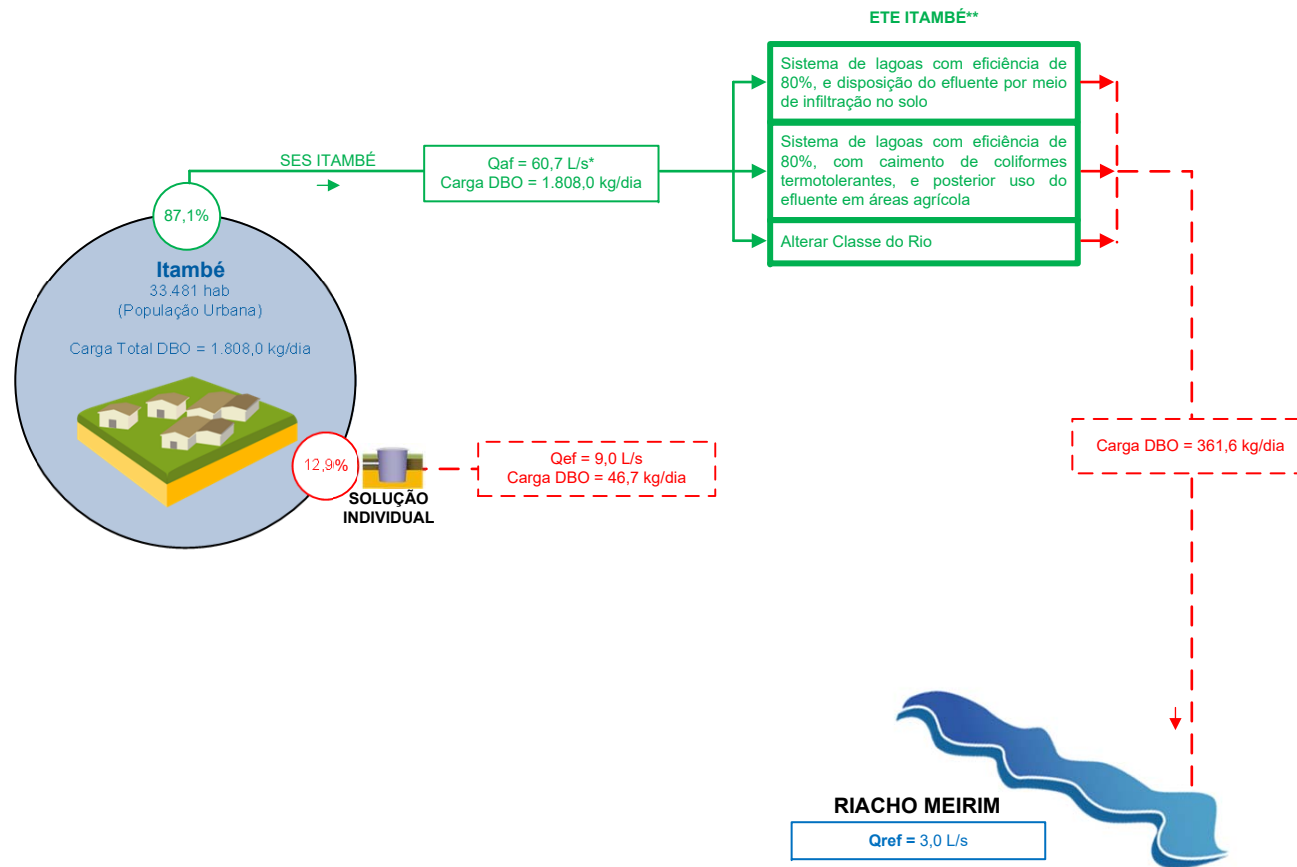 ETE ITAMBÉ**
Sistema de lagoas com eficiência de
80%, e disposição do efluente por meio
de infiltração no solo
SES ITAMBÉ
Qaf = 60,7 L/s*
Carga DBO = 1.808,0 kg/dia
Sistema de lagoas com eficiência de
80%, com caimento de coliformes
termotolerantes, e posterior uso do
efluente em áreas agrícola
Alterar Classe do Rio
87,1%
Itambé
33.481 hab
(População Urbana)
Carga Total DBO = 1.808,0 kg/dia
12,9%
SOLUÇÃO
INDIVIDUAL
Qef = 9,0 L/s
Carga DBO = 46,7 kg/dia
Carga DBO = 361,6 kg/dia
RIACHO MEIRIM
Qref = 3,0 L/s